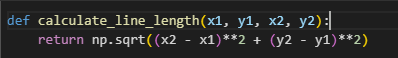 def calculate_line_length(x1, y1, x2, y2):
    return np.sqrt((x2 - x1)**2 + (y2 - y1)**2)